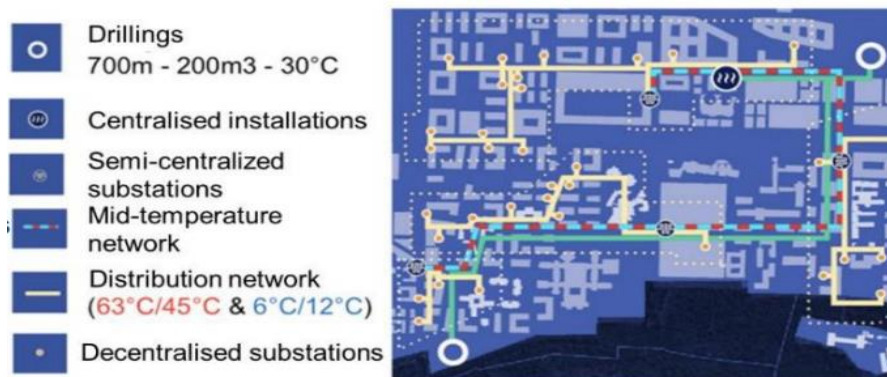 Drillings
700m - 200m3 - 30°C
Centralised installations
Semi-centralized
substations
Mid-temperature
network
Distribution network
(63°C/45°C & 6°C/12°C)
Decentralised substations